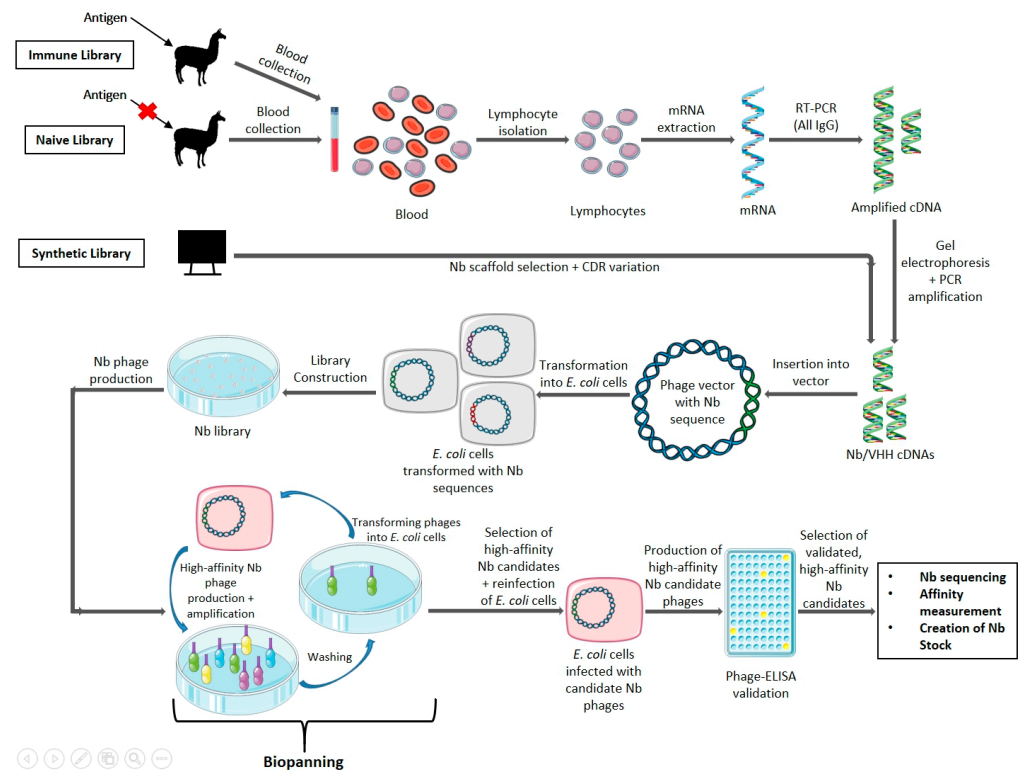 Antigen
Immune Library
Blood
collection
Antigen
Naive Library
Blood
collection
Blood
Lymphocyte
isolation
Lymphocytes
mRNA
extraction
mRNA
RT-PCR
(All IgG)
Amplified cDNA
Synthetic Library
Nb scaffold selection + CDR variation
Gel
electrophoresis
+ PCR
amplification
Nb/VHH cDNAs
Insertion into
vector
Phage vector
with Nb
sequence
Transformation
into E. coli cells
E. coli cells
transformed with Nb
sequences
Library
Construction
Nb library
Nb phage
production
High-affinity Nb
phage
production +
amplification
Transforming phages
into E. coli cells
Washing
Biopanning
Selection of
high-affinity
Nb candidates
+ reinfection
of E. coli cells
E. coli cells
infected with
candidate Nb
phages
Production of
high-affinity
Nb candidate
phages
Phage-ELISA
validation
Selection of
validated,
high-affinity
Nb
candidates
• Nb sequencing
• Affinity
measurement
• Creation of Nb
Stock